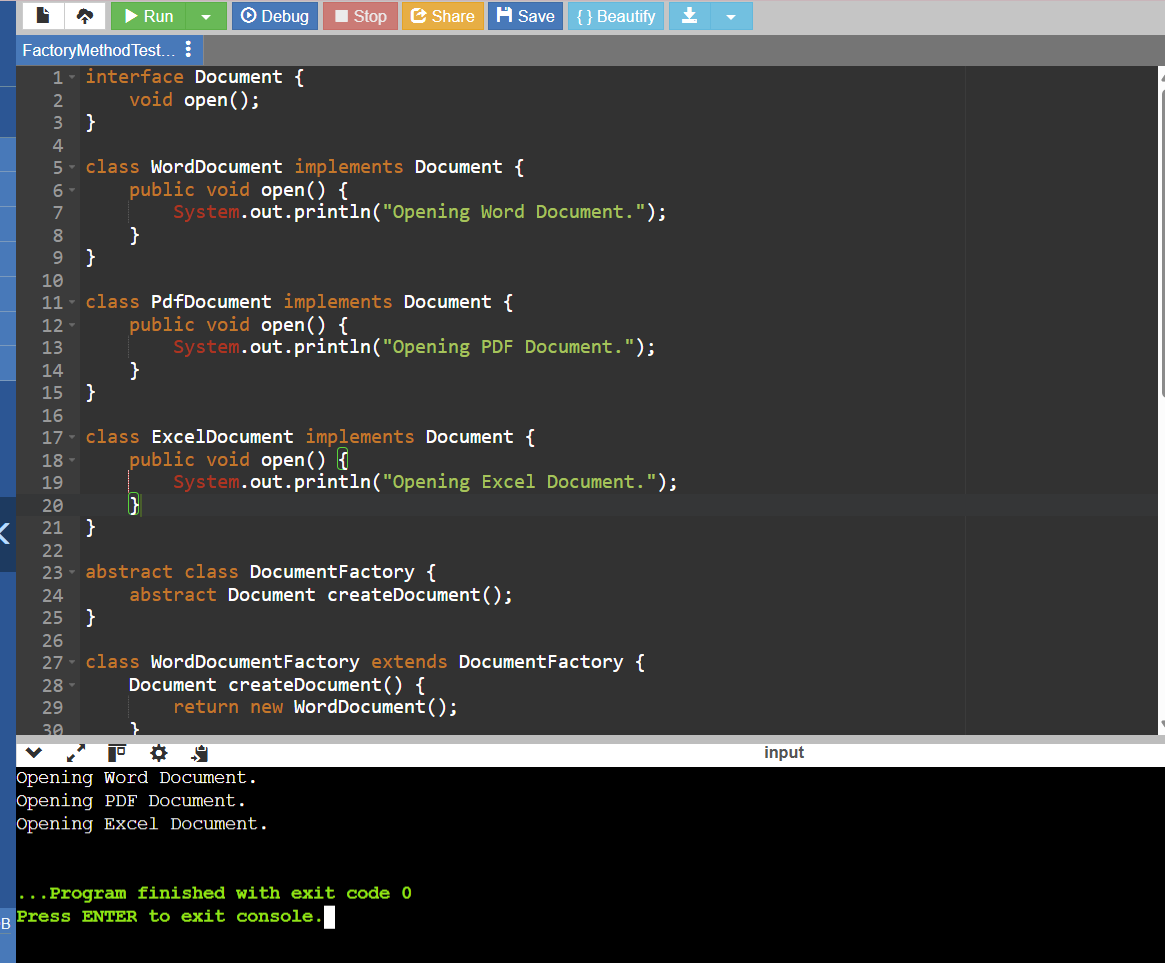 Run Debug Stop Share Save { } Beautify
FactoryMethodTest...
1 interface Document {
2     void open();
3 }
4
5 class WordDocument implements Document {
6     public void open() {
7         System.out.println("Opening Word Document.");
8     }
9 }
10
11 class PdfDocument implements Document {
12     public void open() {
13         System.out.println("Opening PDF Document.");
14     }
15 }
16
17 class ExcelDocument implements Document {
18     public void open() {
19         System.out.println("Opening Excel Document.");
20     }
21 }
22
23 abstract class DocumentFactory {
24     abstract Document createDocument();
25 }
26
27 class WordDocumentFactory extends DocumentFactory {
28     Document createDocument() {
29         return new WordDocument();
30     }
input
Opening Word Document.
Opening PDF Document.
Opening Excel Document.
...Program finished with exit code 0
B
Press ENTER to exit console.